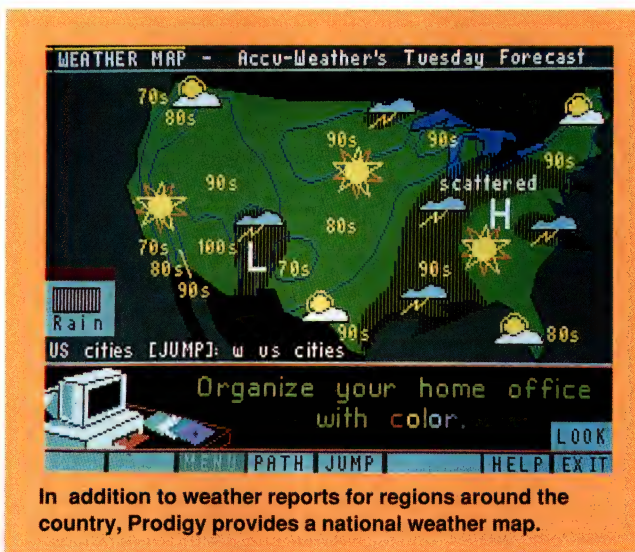 WEATHER MAP - Accu-Weather's Tuesday Forecast
70s
80s
90s
90s
90s
scattered
90s
H
70s
80s
90s
100s
L
70s
80s
90s
90s
80s
Rain
US cities [JUMP]: w us cities
Organize your home office
with color.
LOOK
MENU PATH JUMP HELP EXIT
In addition to weather reports for regions around the
country, Prodigy provides a national weather map.